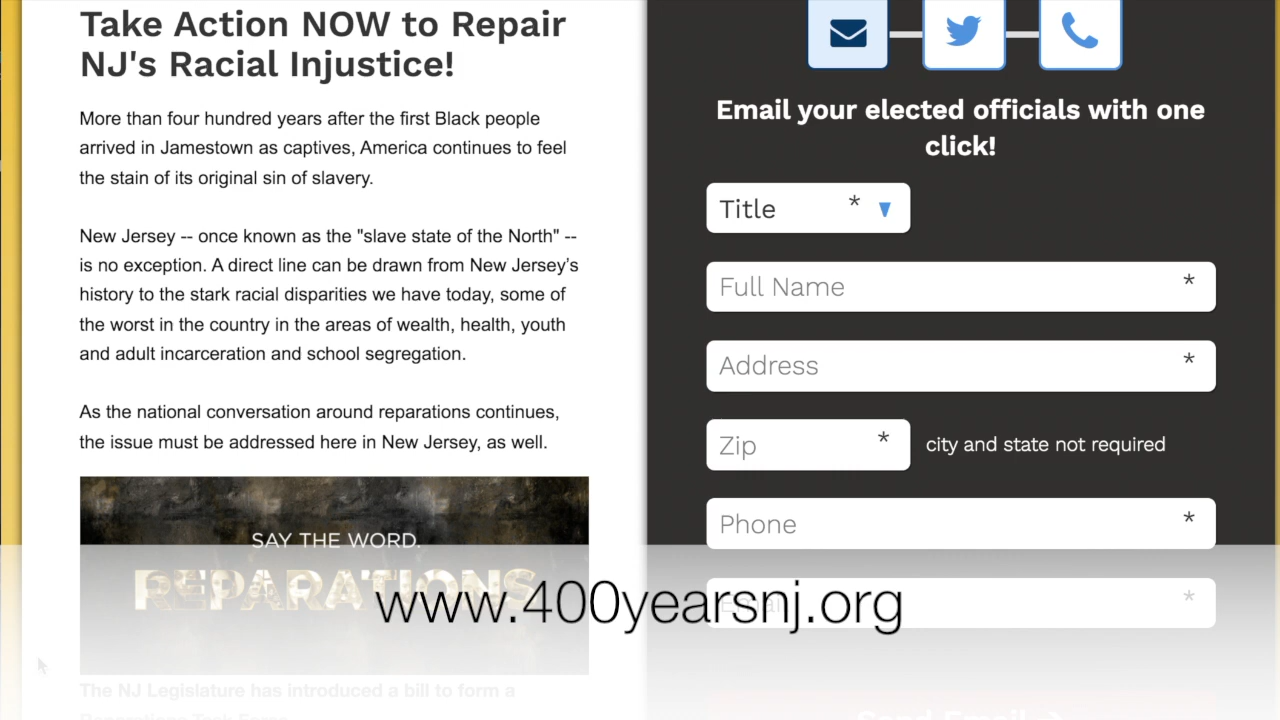 Take Action NOW to Repair
NJ's Racial Injustice!
More than four hundred years after the first Black people
arrived in Jamestown as captives, America continues to feel
the stain of its original sin of slavery.
New Jersey -- once known as the "slave state of the North" --
is no exception. A direct line can be drawn from New Jersey’s
history to the stark racial disparities we have today, some of
the worst in the country in the areas of wealth, health, youth
and adult incarceration and school segregation.
As the national conversation around reparations continues,
the issue must be addressed here in New Jersey, as well.
SAY THE WORD.
REPARATIONS
The NJ Legislature has introduced a bill to form a
Reparations Task Force
Email your elected officials with one
click!
Title *
Full Name *
Address *
Zip * city and state not required
Phone *
Email *
Send Email
www.400yearsnj.org